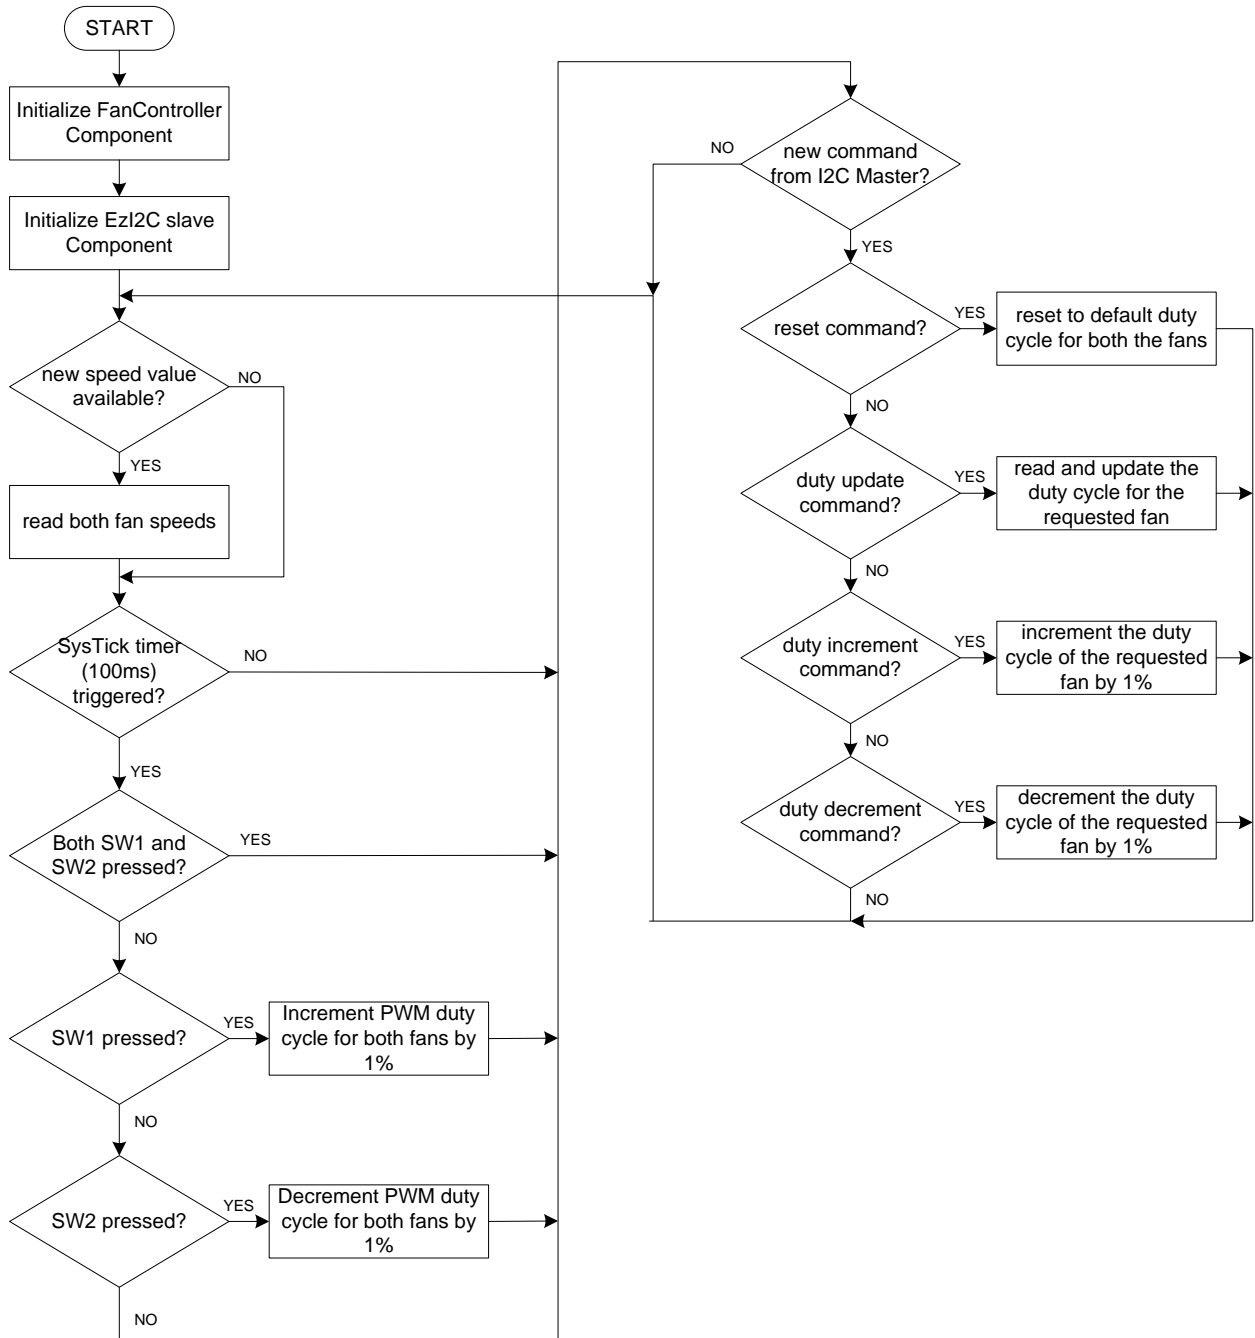 START
Initialize FanController
Component
Initialize EzI2C slave
Component
new speed value
available?
NO
YES
read both fan speeds
SysTick timer
(100ms)
triggered?
NO
YES
Both SW1 and
SW2 pressed?
YES
NO
SW1 pressed?
YES
Increment PWM duty
cycle for both fans by
1%
NO
SW2 pressed?
YES
Decrement PWM duty
cycle for both fans by
1%
NO
new command
from I2C Master?
NO
YES
reset command?
YES
reset to default duty
cycle for both the fans
NO
duty update
command?
YES
read and update the
duty cycle for the
requested fan
NO
duty increment
command?
YES
increment the duty
cycle of the requested
fan by 1%
NO
duty decrement
command?
YES
decrement the duty
cycle of the requested
fan by 1%
NO